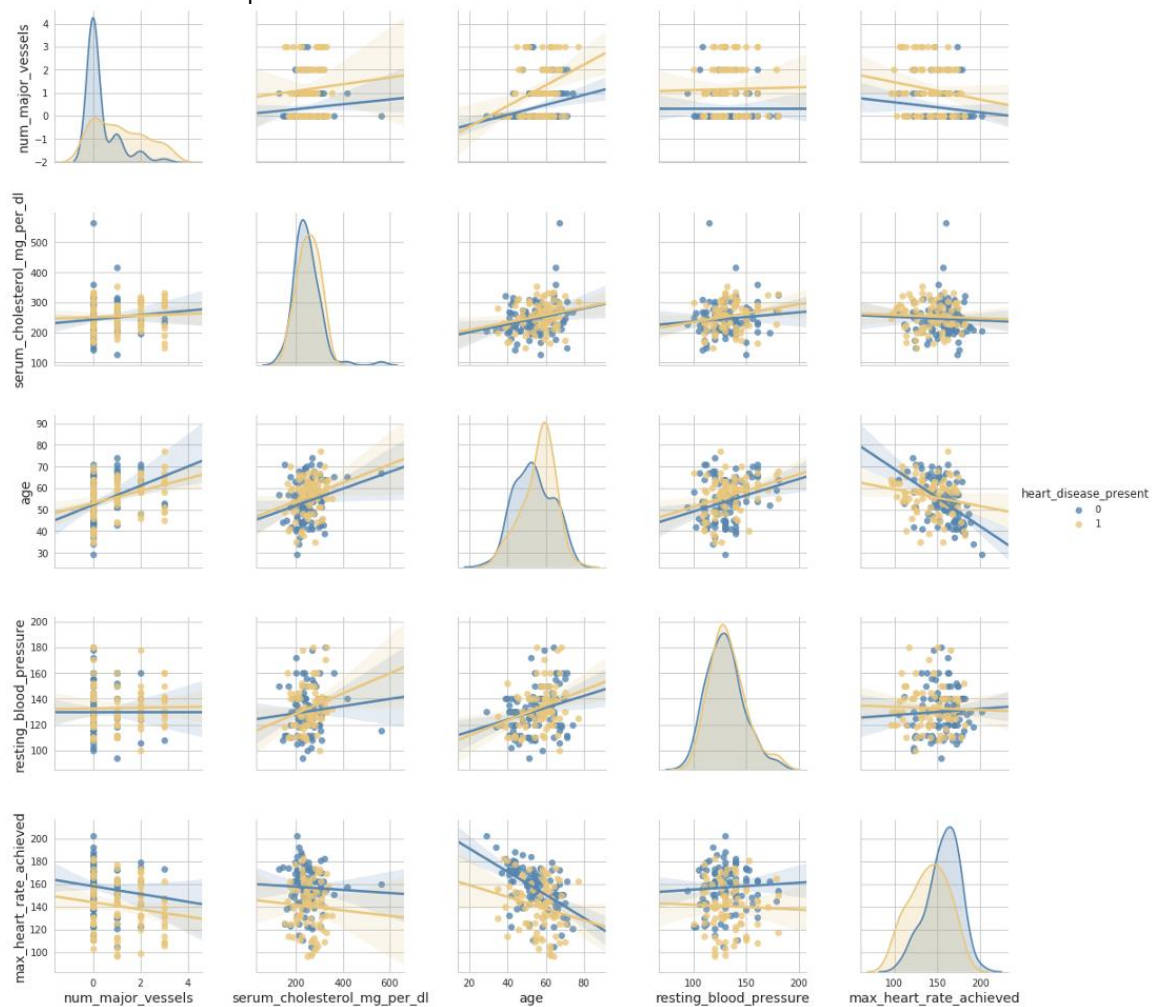 num_major_vessels
4
3
2
1
0
−1
−2
serum_cholesterol_mg_per_dl
500
400
300
200
100
age
90
80
70
60
50
40
30
heart_disease_present
0
1
resting_blood_pressure
200
180
160
140
120
100
max_heart_rate_achieved
200
180
160
140
120
100
0 2 4
200 400 600
20 40 60 80
100 150 200
100 150 200
num_major_vessels serum_cholesterol_mg_per_dl age resting_blood_pressure max_heart_rate_achieved